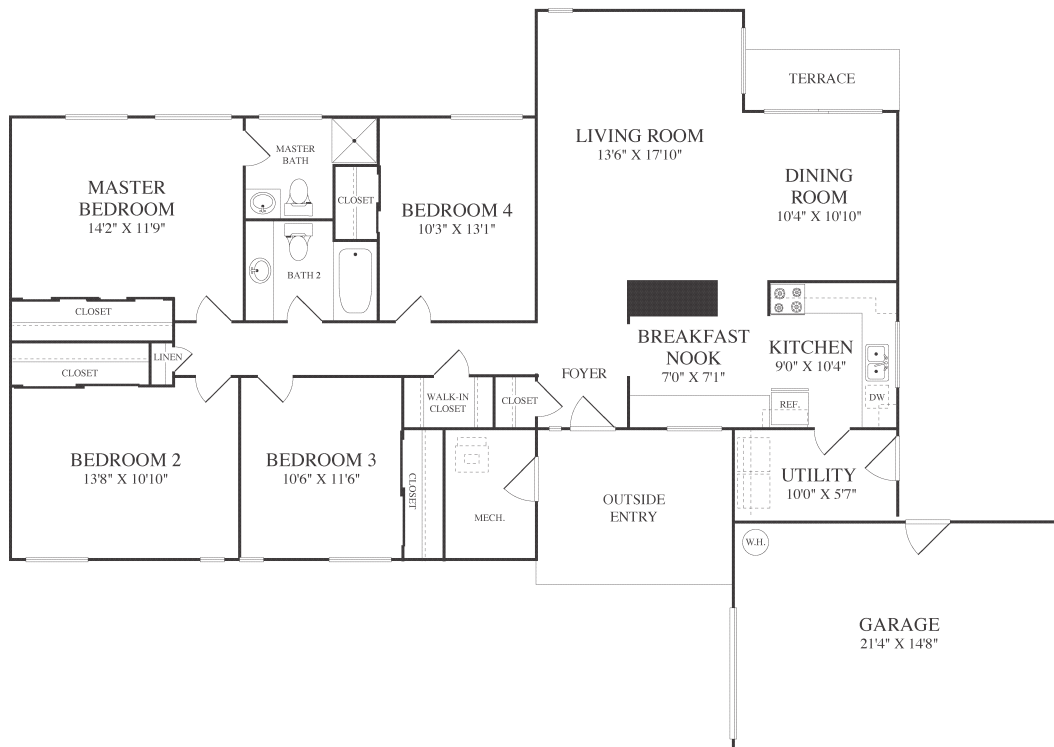 TERRACE
LIVING ROOM
13'6" X 17'10"
MASTER
BATH
DINING
ROOM
10'4" X 10'10"
MASTER
BEDROOM
14'2" X 11'9"
CLOSET
BEDROOM 4
10'3" X 13'1"
BATH 2
CLOSET
LINEN
CLOSET
BREAKFAST
NOOK
7'0" X 7'1"
KITCHEN
9'0" X 10'4"
FOYER
WALK-IN
CLOSET
CLOSET
REF.
DW
BEDROOM 2
13'8" X 10'10"
BEDROOM 3
10'6" X 11'6"
CLOSET
MECH.
OUTSIDE
ENTRY
UTILITY
10'0" X 5'7"
W.H.
GARAGE
21'4" X 14'8"